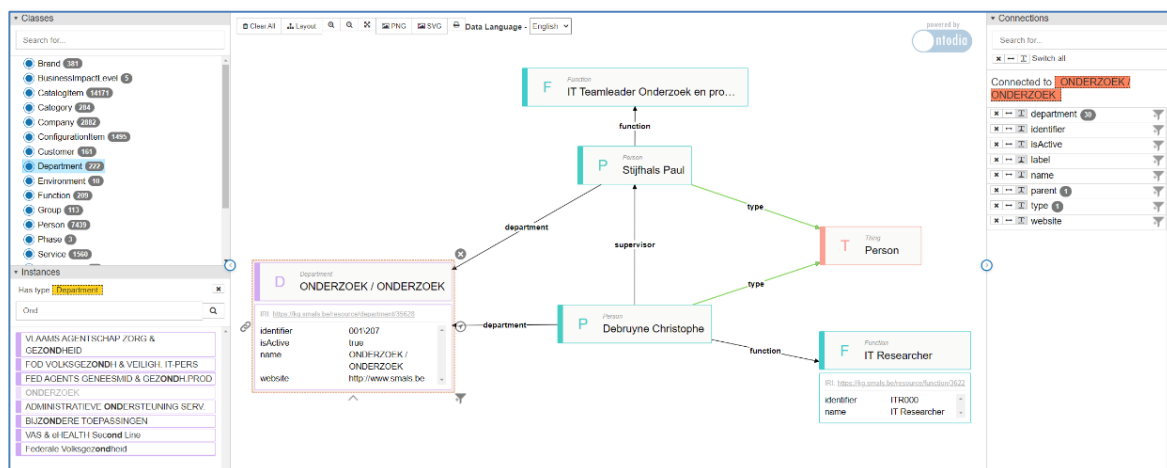 Classes
Search for...
Brand 381
BusinessImpactLevel 5
CatalogItem 14171
Category 284
Company 2882
ConfigurationItem 1495
Customer 161
Department 222
Environment 18
Function 209
Group 113
Person 7439
Phase 3
Service 1560
Instances
Has type Department
Ond
VLAAMS AGENTSCHAP ZORG &
GEZONDHEID
FOD VOLKSGEZONDH & VEILIGH. IT-PERS
FED AGENTS GENEESMID & GEZONDH.PROD
ONDERZOEK
ADMINISTRATIEVE ONDERSTEUNING SERV.
BIJZONDERE TOEPASSINGEN
VAS & eHEALTH Second Line
Federale Volksgezondheid
Clear All Layout PNG SVG Data Language - English
powered by
ntodia
Function
F IT Teamleader Onderzoek en pro…
function
Person
P Stijfhals Paul
department
type
supervisor
Thing
T Person
type
Department
D ONDERZOEK / ONDERZOEK
IRI: https://kg.smals.be/resource/department/35628
identifier 001\207
isActive true
name ONDERZOEK /
ONDERZOEK
website http://www.smals.be
department
Person
P Debruyne Christophe
function
Function
F IT Researcher
IRI: https://kg.smals.be/resource/function/3622
identifier ITR000
name IT Researcher
Connections
Search for...
T Switch all
Connected to ONDERZOEK /
ONDERZOEK
T department 30
T identifier
T isActive
T label
T name
T parent 1
T type 1
T website